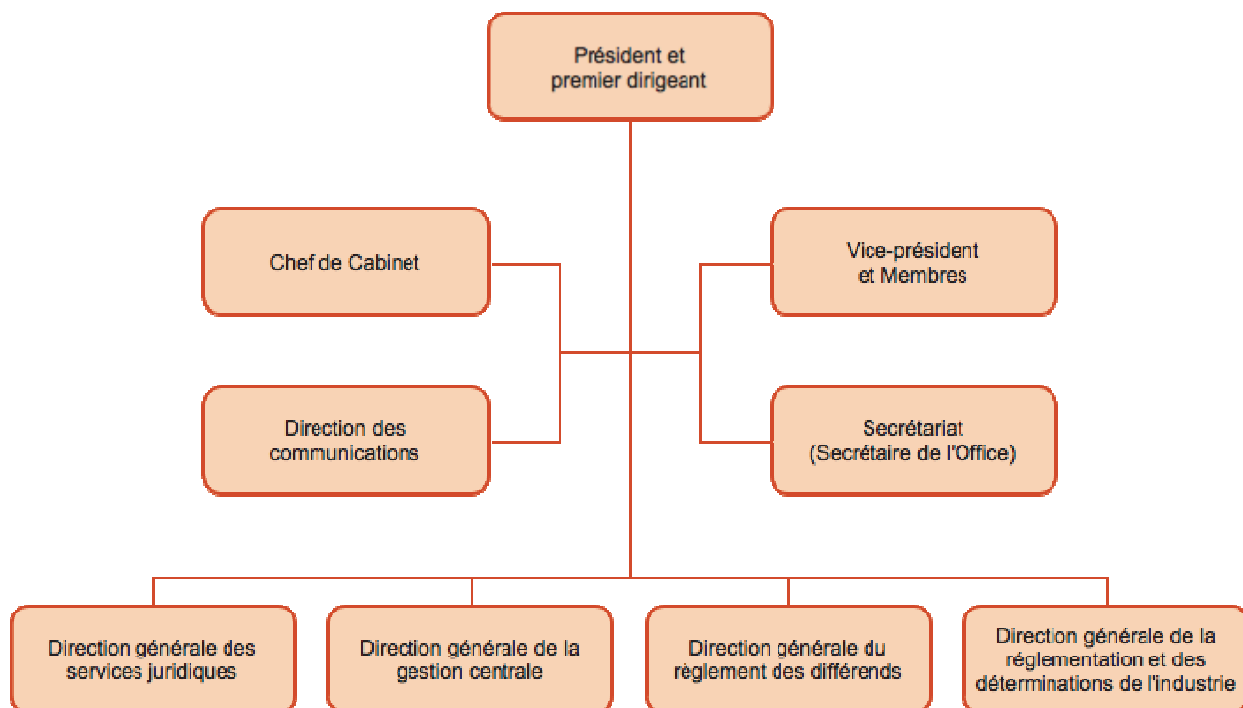 Président et
premier dirigeant
Chef de Cabinet
Vice-président
et Membres
Direction des
communications
Secrétariat
(Secrétaire de l'Office)
Direction générale des
services juridiques
Direction générale de la
gestion centrale
Direction générale du
règlement des différends
Direction générale de la
réglementation et des
déterminations de l'industrie